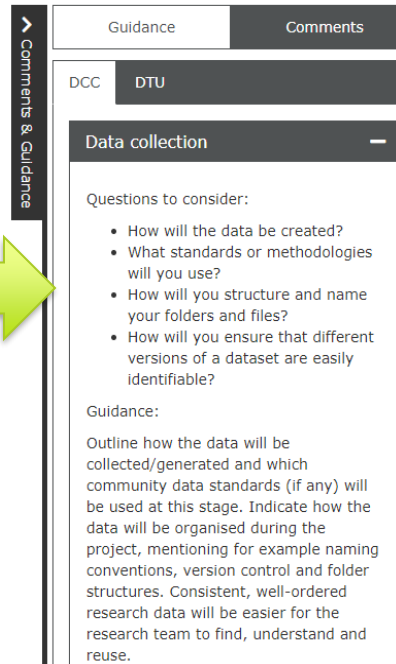 Comments & Guidance
Guidance
Comments
DCC
DTU
Data collection
Questions to consider:
• How will the data be created?
• What standards or methodologies
will you use?
• How will you structure and name
your folders and files?
• How will you ensure that different
versions of a dataset are easily
identifiable?
Guidance:
Outline how the data will be
collected/generated and which
community data standards (if any) will
be used at this stage. Indicate how the
data will be organised during the
project, mentioning for example naming
conventions, version control and folder
structures. Consistent, well-ordered
research data will be easier for the
research team to find, understand and
reuse.